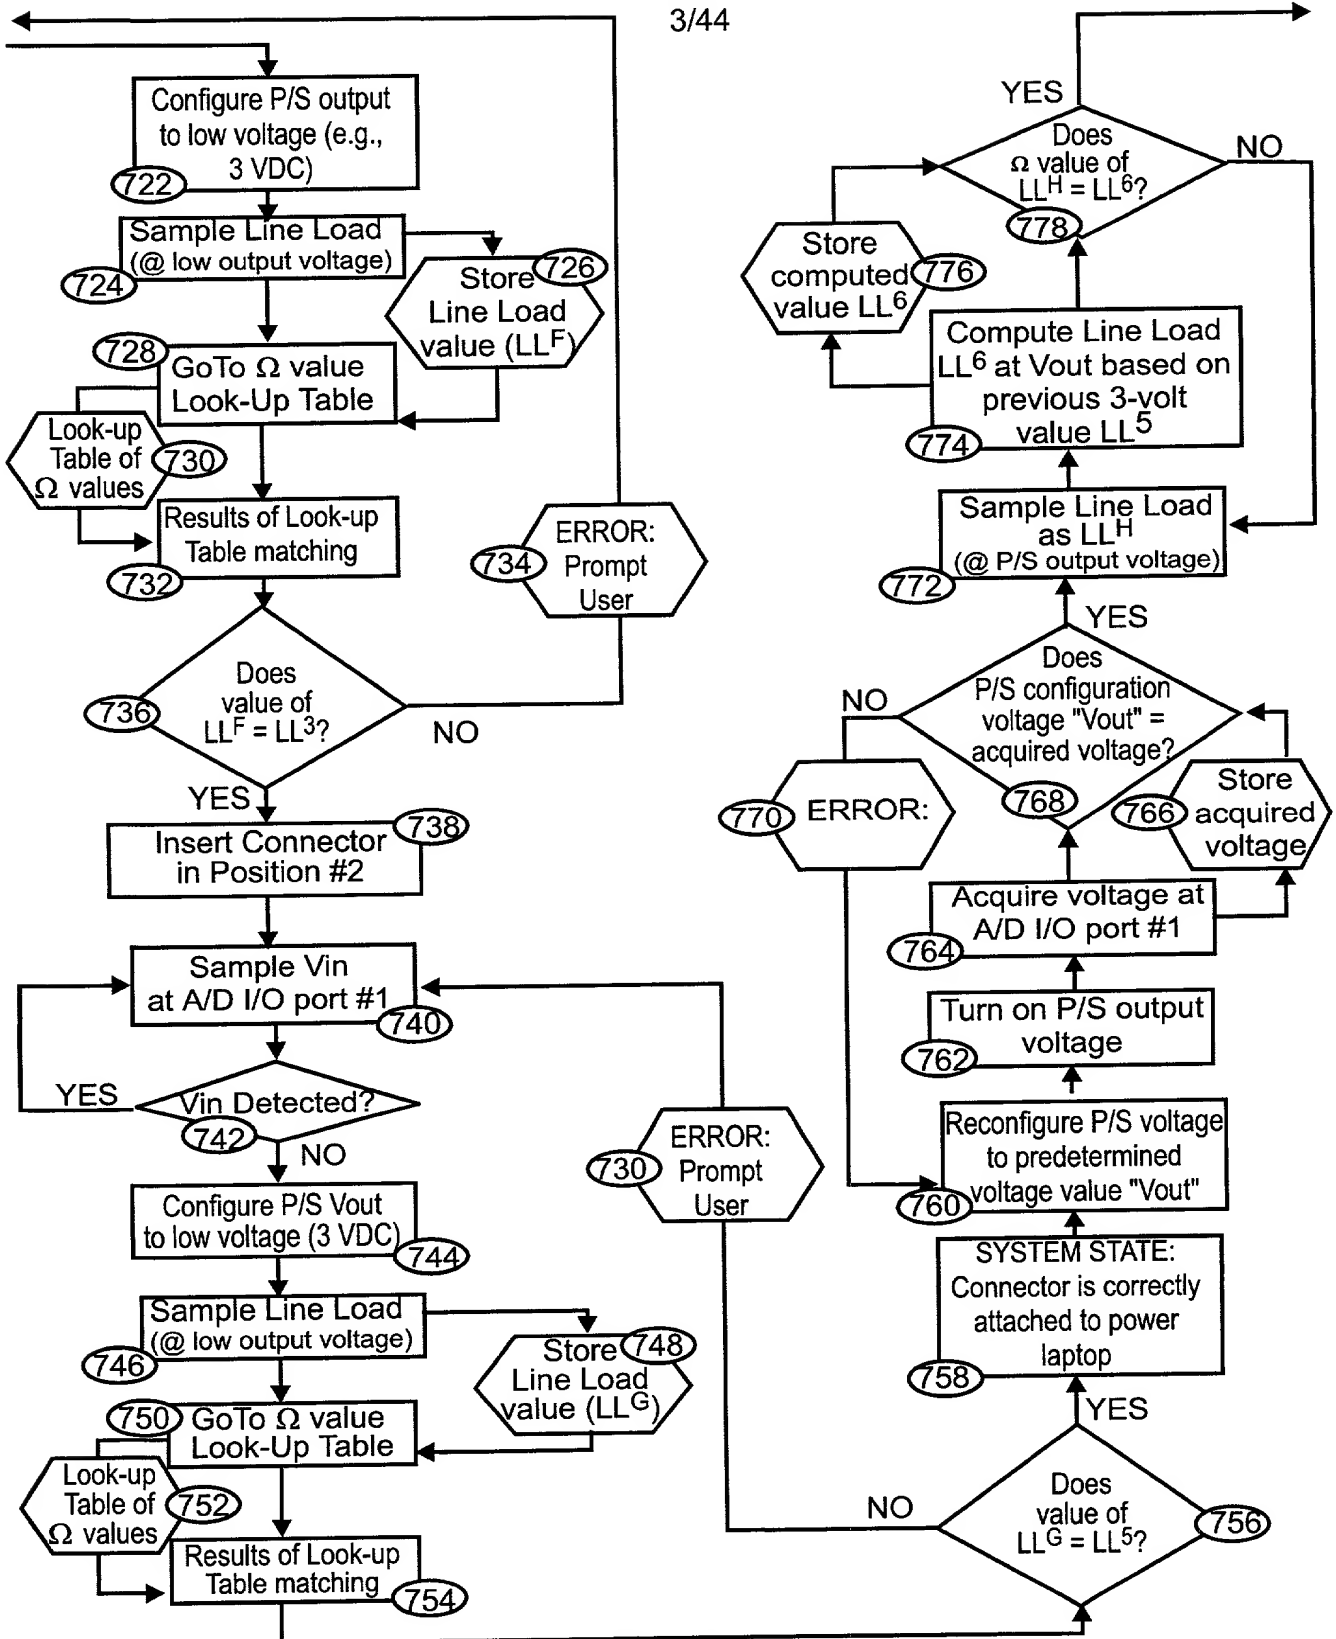 3/44
Configure P/S output
to low voltage (e.g.,
3 VDC)
722
Sample Line Load
(@ low output voltage)
724
726
Store
Line Load
value (LLF)
728
GoTo Ω value
Look-Up Table
Look-up
Table of
Ω values
730
Results of Look-up
Table matching
732
ERROR:
Prompt
User
734
Does
value of
LLF = LL3?
736
NO
YES
738
Insert Connector
in Position #2
Sample Vin
at A/D I/O port #1
740
YES
Vin Detected?
742
NO
Configure P/S Vout
to low voltage (3 VDC)
744
Sample Line Load
(@ low output voltage)
746
748
Store
Line Load
value (LLG)
750
GoTo Ω value
Look-Up Table
Look-up
Table of
Ω values
752
Results of Look-up
Table matching
754
ERROR:
Prompt
User
730
YES
Does
Ω value of
LLH = LL6?
778
NO
Store
computed
value LL6
776
Compute Line Load
LL6 at Vout based on
previous 3-volt
value LL5
774
Sample Line Load
as LLH
(@ P/S output voltage)
772
YES
Does
P/S configuration
voltage "Vout" =
acquired voltage?
768
NO
770
ERROR:
Store
acquired
voltage
766
Acquire voltage at
A/D I/O port #1
764
Turn on P/S output
voltage
762
Reconfigure P/S voltage
to predetermined
voltage value "Vout"
760
SYSTEM STATE:
Connector is correctly
attached to power
laptop
758
YES
NO
Does
value of
LLG = LL5?
756